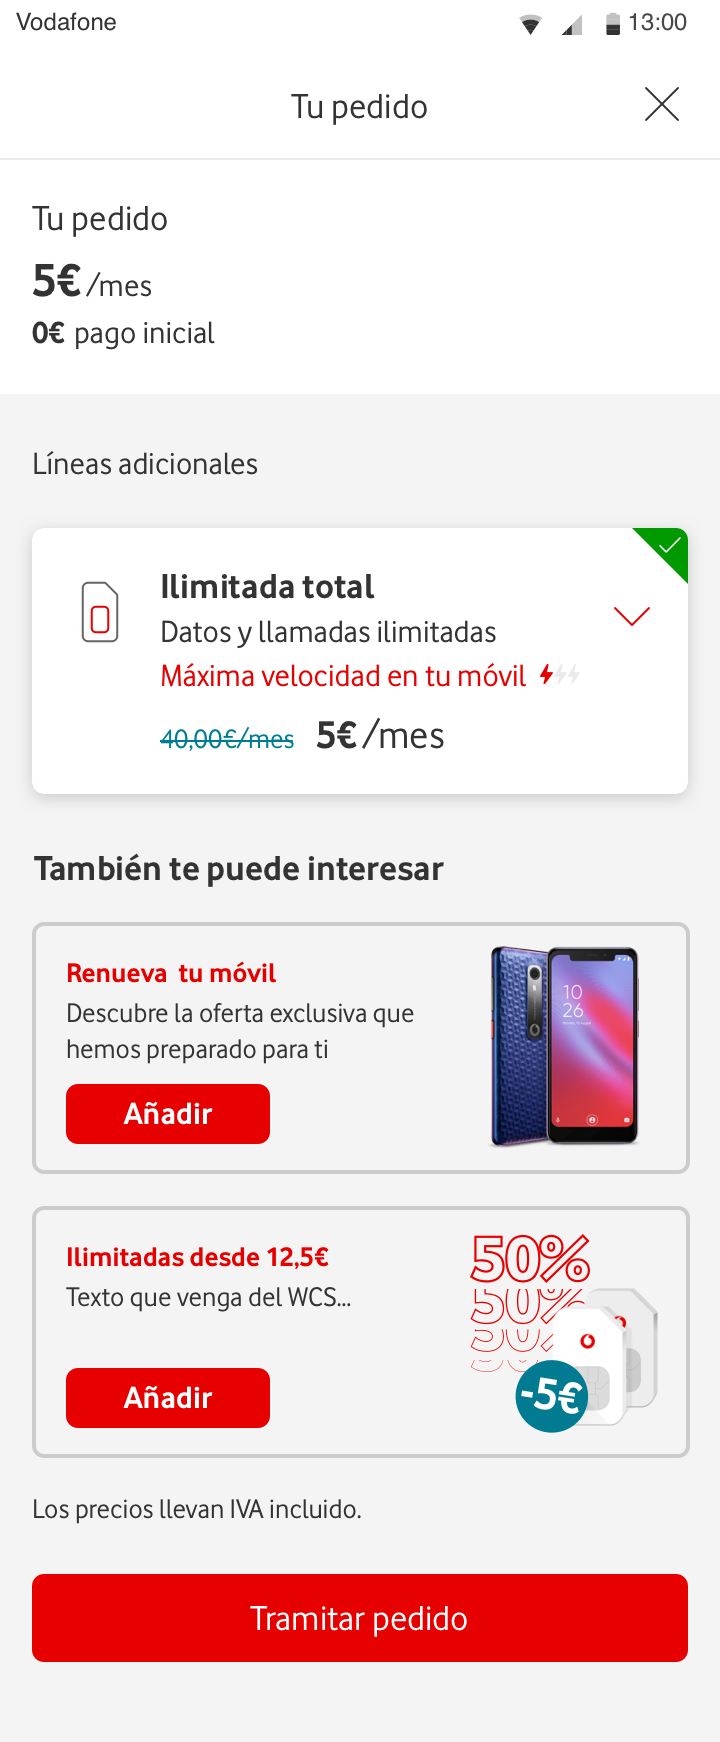 Vodafone 13:00
Tu pedido
Tu pedido
5€/mes
0€ pago inicial
Líneas adicionales
Ilimitada total
Datos y llamadas ilimitadas
Máxima velocidad en tu móvil
40,00€/mes 5€/mes
También te puede interesar
Renueva tu móvil
Descubre la oferta exclusiva que
hemos preparado para ti
Añadir
10
26
Ilimitadas desde 12,5€
Texto que venga del WCS...
Añadir
50%
50%
50%
50%
-5€
Los precios llevan IVA incluido.
Tramitar pedido